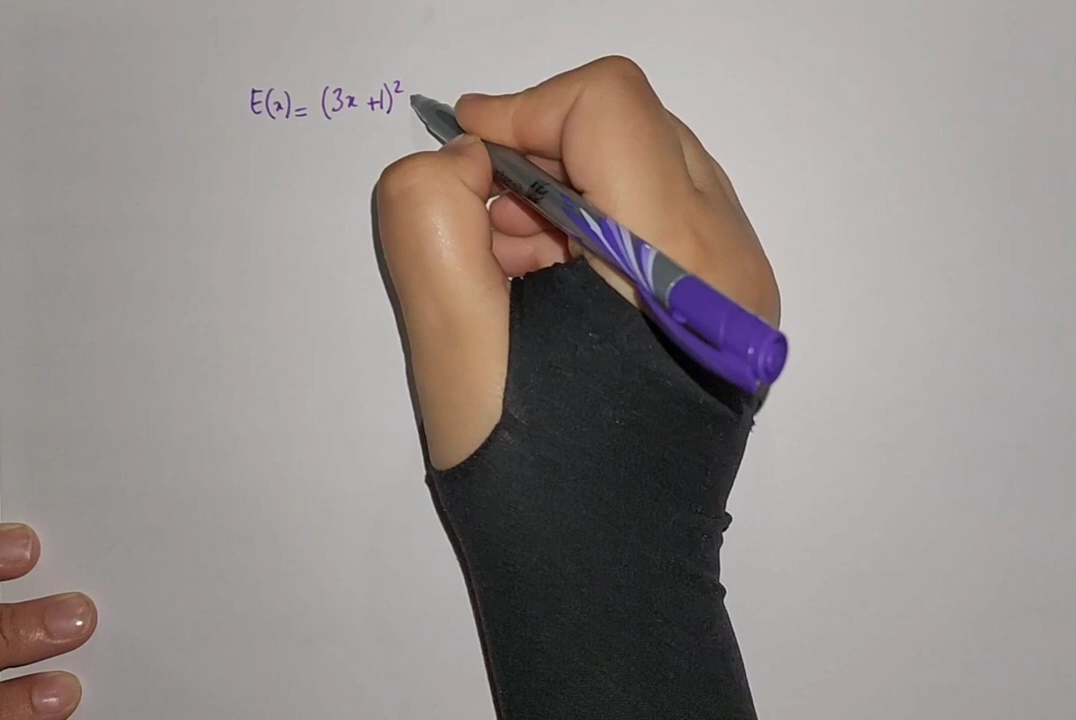 E(x) = (3x +1)²